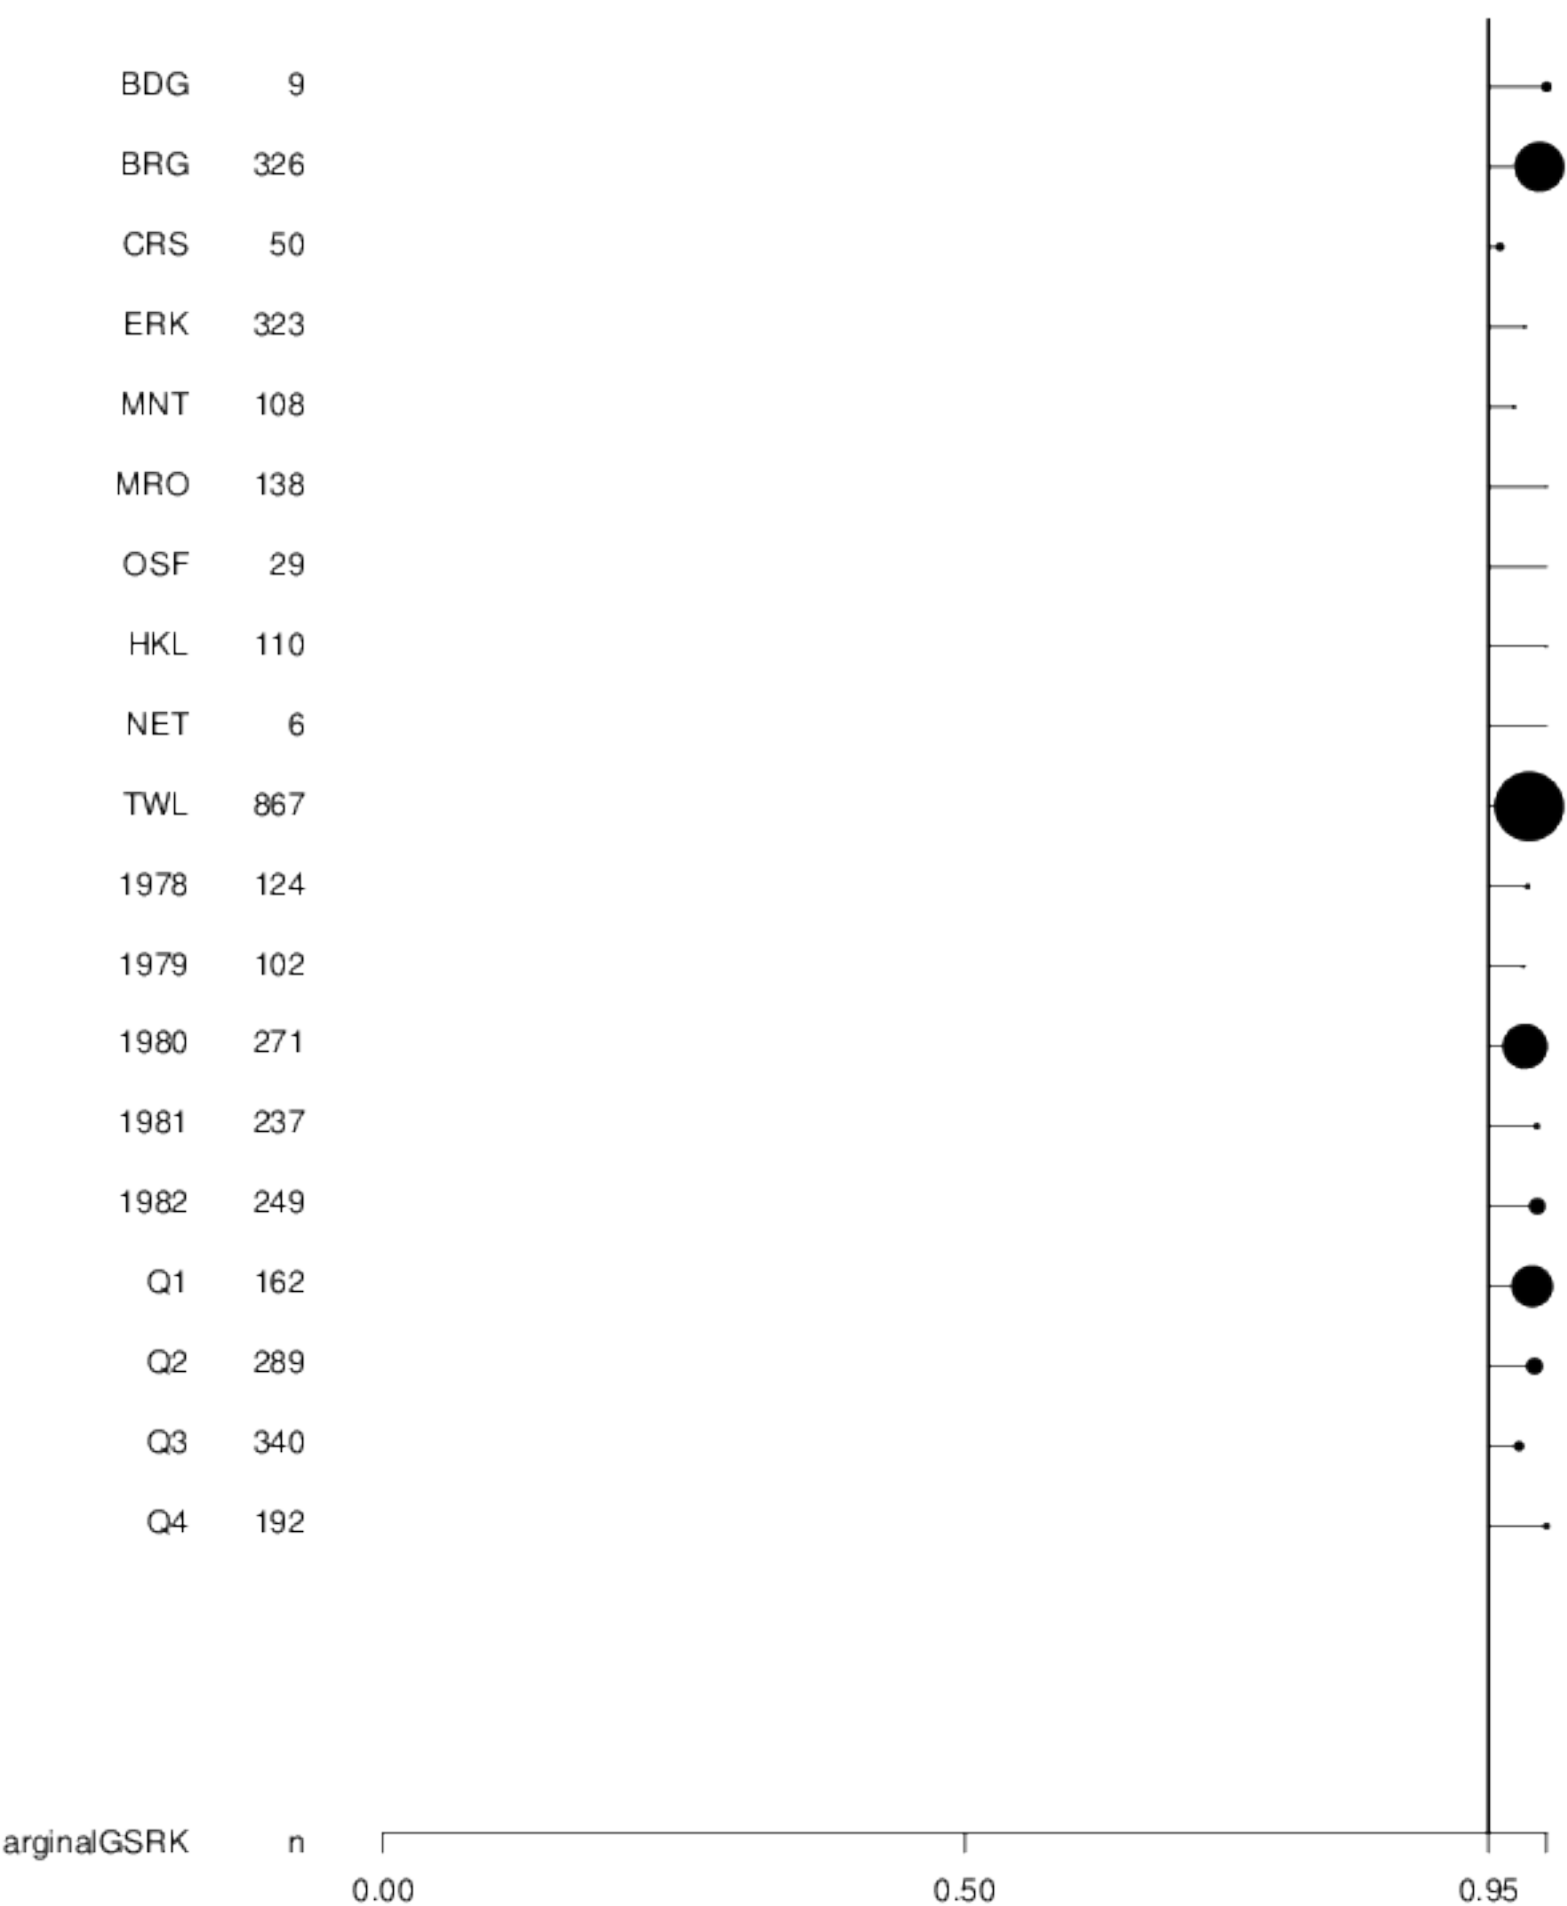 BDG 9
BRG 326
CRS 50
ERK 323
MNT 108
MRO 138
OSF 29
HKL 110
NET 6
TWL 867
1978 124
1979 102
1980 271
1981 237
1982 249
Q1 162
Q2 289
Q3 340
Q4 192
arginalGSRK n
0.00 0.50 0.95